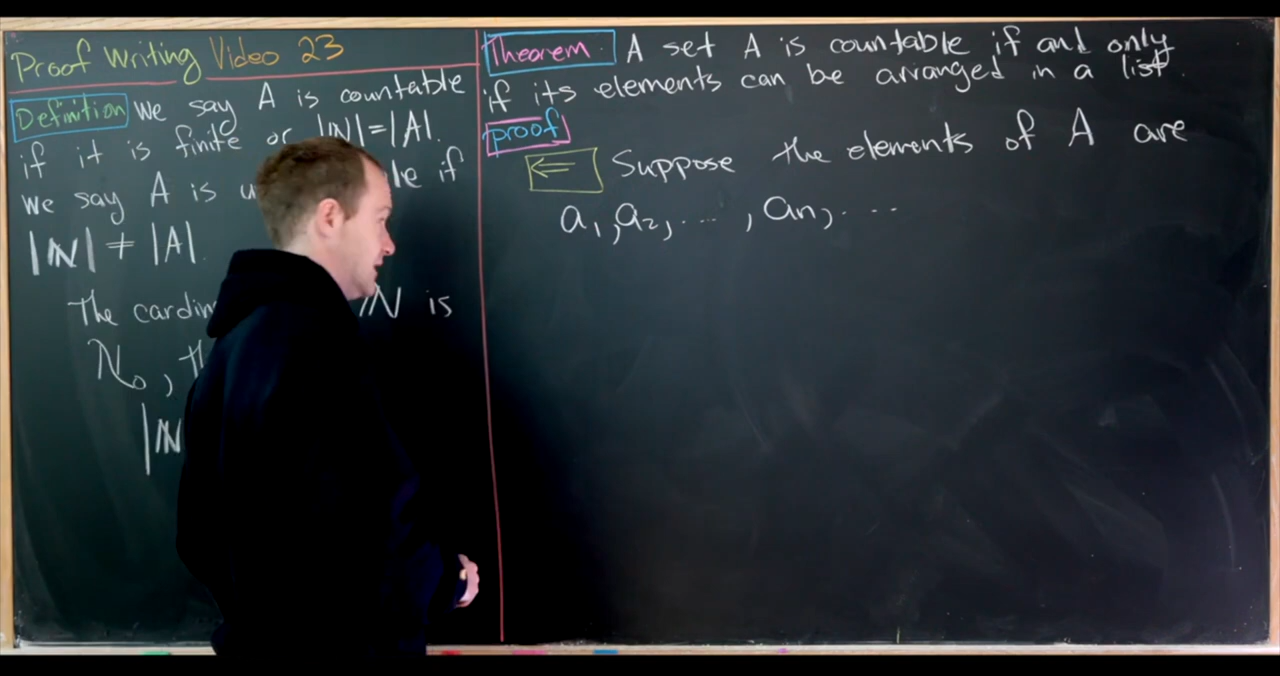 Proof Writing Video 23
Definition We say A is countable
if it is finite or |ℕ|=|A|.
We say A is if
|ℕ| ≠ |A|.
The ℕ is
ℵ₀,
|ℕ
Theorem. A set A is countable if and only
if its elements can be arranged in a list.
proof
⇐ Suppose the elements of A are
a₁, a₂, ..., aₙ, ...